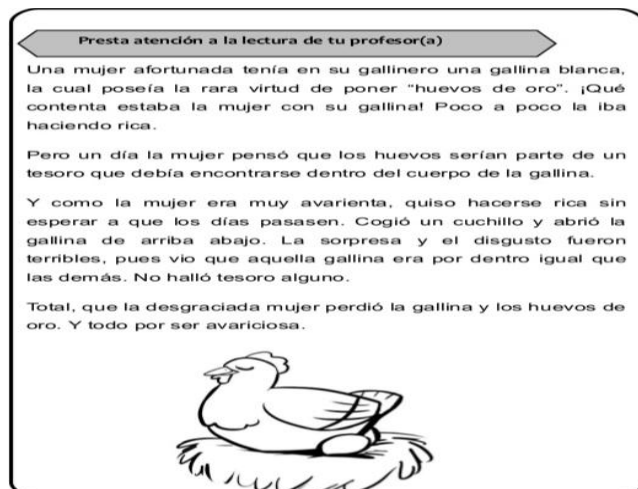 Presta atención a la lectura de tu profesor(a)
Una mujer afortunada tenía en su gallinero una gallina blanca,
la cual poseía la rara virtud de poner "huevos de oro". ¡Qué
contenta estaba la mujer con su gallina! Poco a poco la iba
haciendo rica.
Pero un día la mujer pensó que los huevos serían parte de un
tesoro que debía encontrarse dentro del cuerpo de la gallina.
Y como la mujer era muy avarienta, quiso hacerse rica sin
esperar a que los días pasasen. Cogió un cuchillo y abrió la
gallina de arriba abajo. La sorpresa y el disgusto fueron
terribles, pues vio que aquella gallina era por dentro igual que
las demás. No halló tesoro alguno.
Total, que la desgraciada mujer perdió la gallina y los huevos de
oro. Y todo por ser avariciosa.